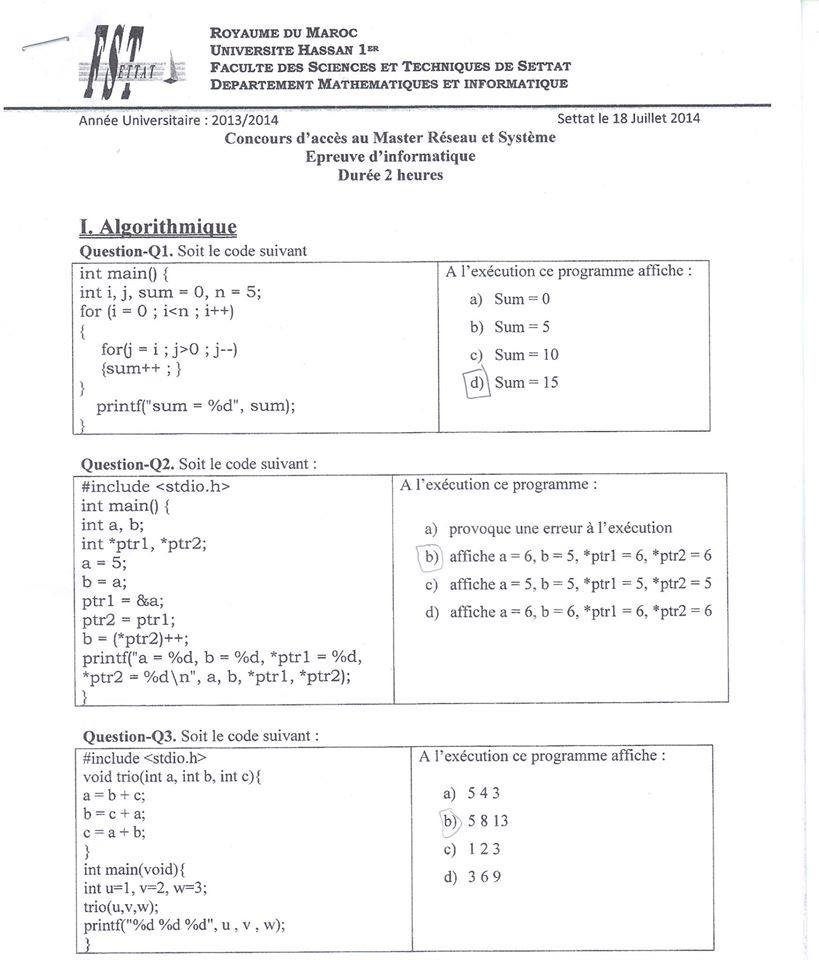 FST
SETTAT
ROYAUME DU MAROC
UNIVERSITE HASSAN 1ER
FACULTE DES SCIENCES ET TECHNIQUES DE SETTAT
DEPARTEMENT MATHEMATIQUES ET INFORMATIQUE
Année Universitaire : 2013/2014 Settat le 18 Juillet 2014
Concours d'accès au Master Réseau et Système
Epreuve d'informatique
Durée 2 heures
I. Algorithmique
Question-Q1. Soit le code suivant
int main() {
int i, j, sum = 0, n = 5;
for (i = 0 ; i<n ; i++)
{
for(j = i ; j>0 ; j--)
{sum++ ; }
}
printf("sum = %d", sum);
}
A l'exécution ce programme affiche :
a) Sum = 0
b) Sum = 5
c) Sum = 10
d) Sum = 15
Question-Q2. Soit le code suivant :
#include <stdio.h>
int main() {
int a, b;
int *ptr1, *ptr2;
a = 5;
b = a;
ptr1 = &a;
ptr2 = ptr1;
b = (*ptr2)++;
printf("a = %d, b = %d, *ptr1 = %d,
*ptr2 = %d\n", a, b, *ptr1, *ptr2);
}
A l'exécution ce programme :
a) provoque une erreur à l'exécution
b) affiche a = 6, b = 5, *ptr1 = 6, *ptr2 = 6
c) affiche a = 5, b = 5, *ptr1 = 5, *ptr2 = 5
d) affiche a = 6, b = 6, *ptr1 = 6, *ptr2 = 6
Question-Q3. Soit le code suivant :
#include <stdio.h>
void trio(int a, int b, int c){
a = b + c;
b = c + a;
c = a + b;
}
int main(void){
int u=1, v=2, w=3;
trio(u,v,w);
printf("%d %d %d", u , v , w);
}
A l'exécution ce programme affiche :
a) 5 4 3
b) 5 8 13
c) 1 2 3
d) 3 6 9